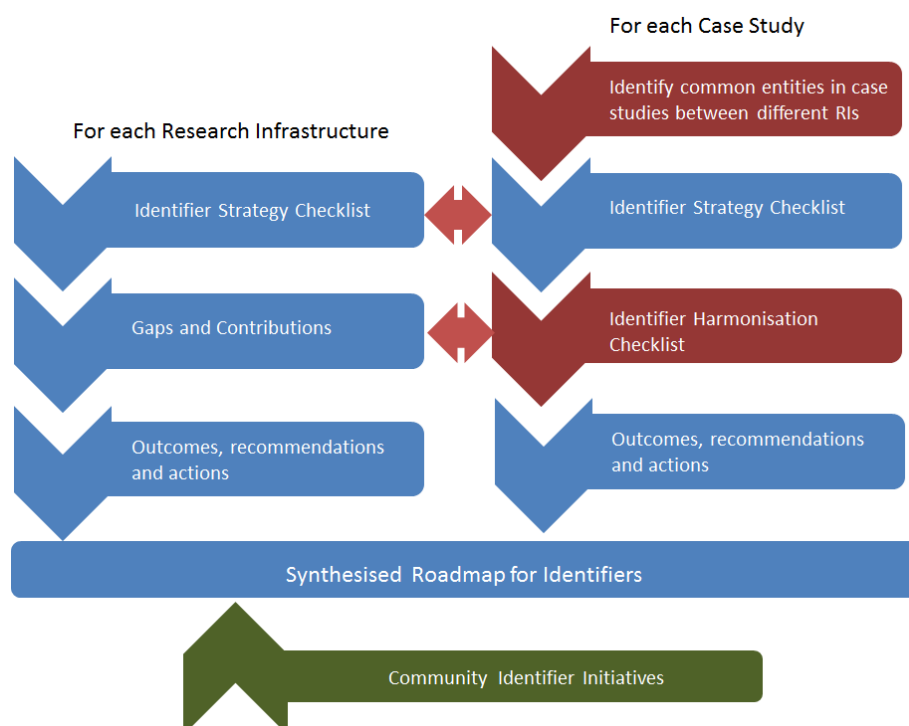 For each Research Infrastructure
Identifier Strategy Checklist
Gaps and Contributions
Outcomes, recommendations
and actions
For each Case Study
Identify common entities in case
studies between different RIs
Identifier Strategy Checklist
Identifier Harmonisation
Checklist
Outcomes, recommendations
and actions
Synthesised Roadmap for Identifiers
Community Identifier Initiatives